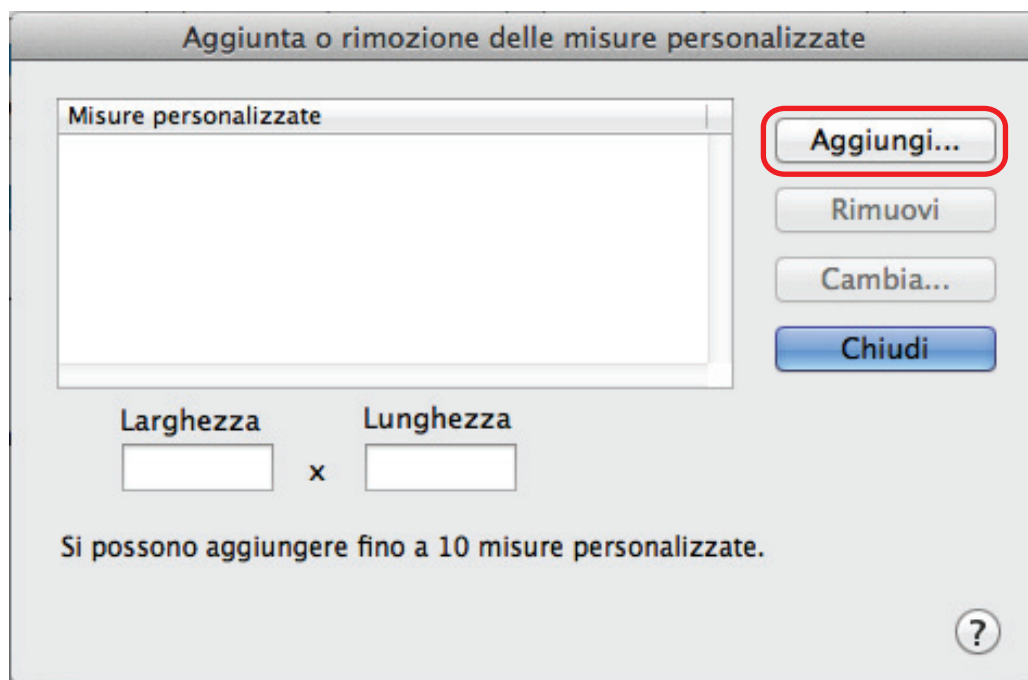 Aggiunta o rimozione delle misure personalizzate
Misure personalizzate
Aggiungi...
Rimuovi
Cambia...
Chiudi
Larghezza Lunghezza
x
Si possono aggiungere fino a 10 misure personalizzate.
?